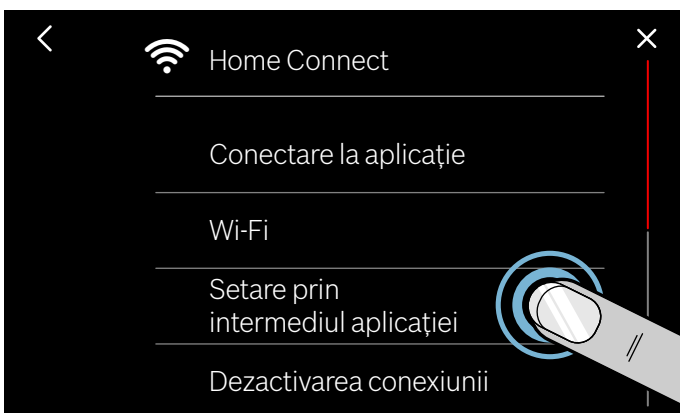 Home Connect
Conectare la aplicație
Wi-Fi
Setare prin
intermediul aplicației
Dezactivarea conexiunii